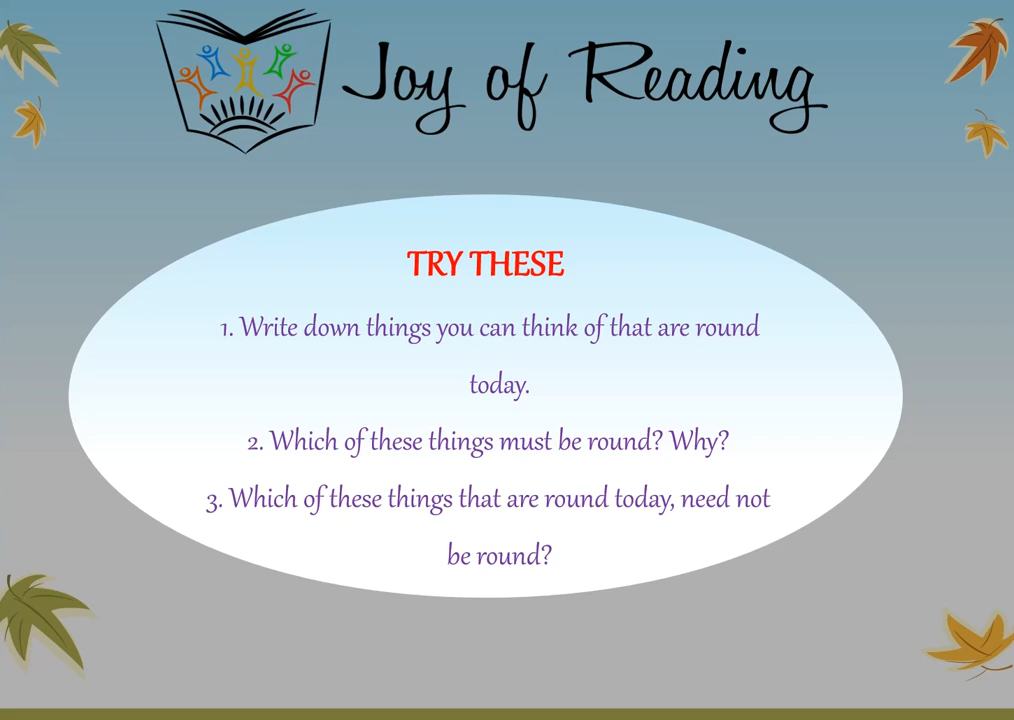 Joy of Reading
TRY THESE
1. Write down things you can think of that are round
today.
2. Which of these things must be round? Why?
3. Which of these things that are round today, need not
be round?